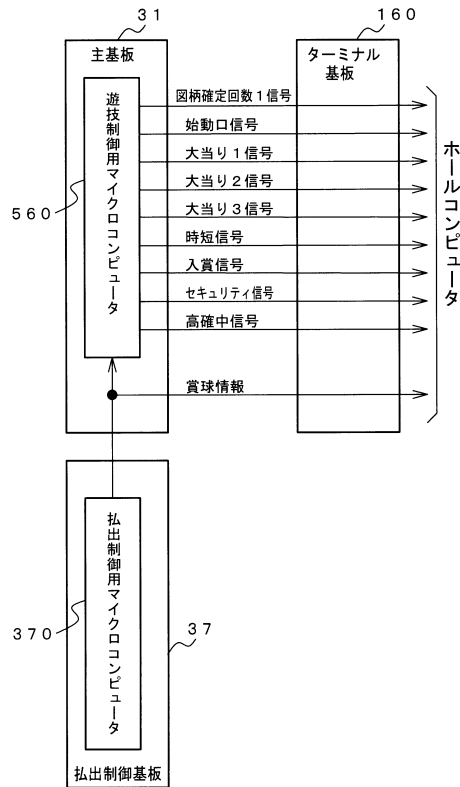 31
160
主基板
ターミナル
基板
遊技制御用マイクロコンピュータ
560
図柄確定回数1信号
始動口信号
大当り1信号
大当り2信号
大当り3信号
時短信号
入賞信号
セキュリティ信号
高確中信号
賞球情報
ホールコンピュータ
払出制御用マイクロコンピュータ
370
37
払出制御基板